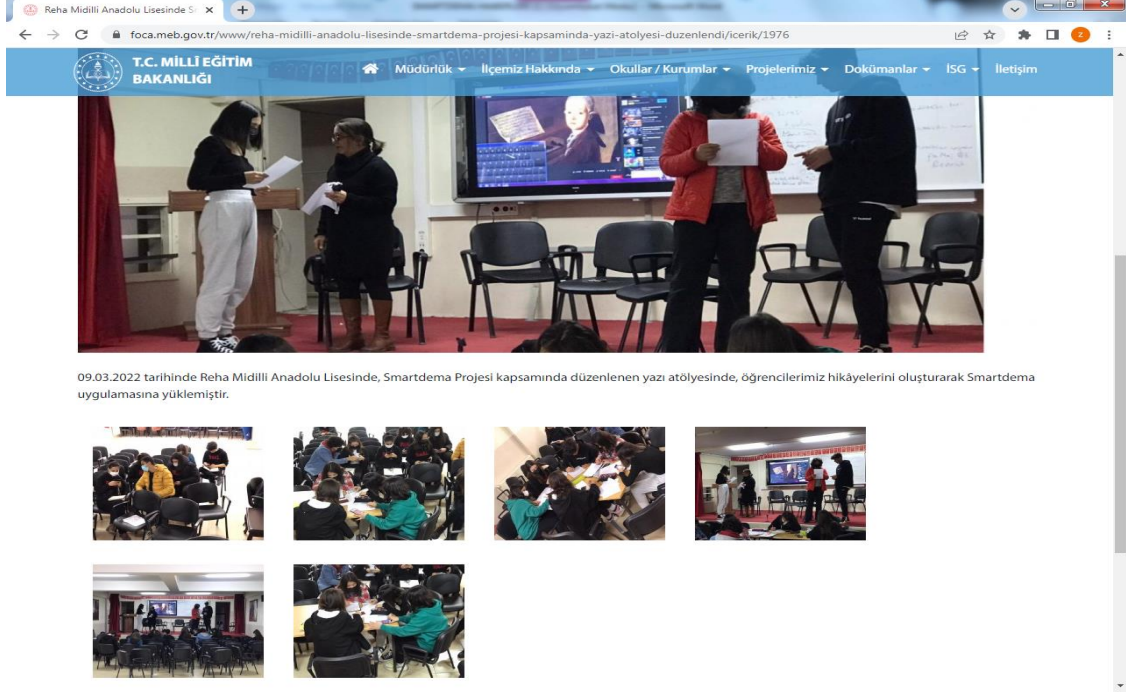 Reha Midilli Anadolu Lisesinde S
foca.meb.gov.tr/www/reha-midilli-anadolu-lisesinde-smartdema-projesi-kapsaminda-yazi-atolyesi-duzenlendi/icerik/1976
T.C. MİLLÎ EĞİTİM
BAKANLIĞI
Müdürlük İlçemiz Hakkında Okullar / Kurumlar Projelerimiz Dokümanlar İSG İletişim
09.03.2022 tarihinde Reha Midilli Anadolu Lisesinde, Smartdema Projesi kapsamında düzenlenen yazı atölyesinde, öğrencilerimiz hikâyelerini oluşturarak Smartdema
uygulamasına yüklemiştir.